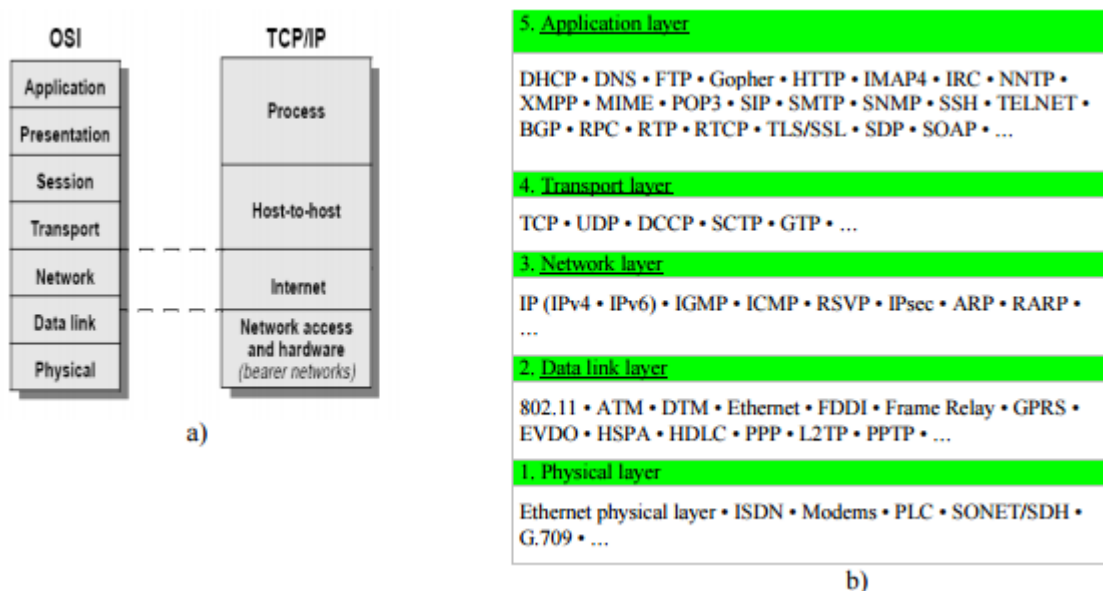 OSI
Application
Presentation
Session
Transport
Network
Data link
Physical
TCP/IP
Process
Host-to-host
Internet
Network access
and hardware
(bearer networks)
a)
5. Application layer
DHCP • DNS • FTP • Gopher • HTTP • IMAP4 • IRC • NNTP •
XMPP • MIME • POP3 • SIP • SMTP • SNMP • SSH • TELNET •
BGP • RPC • RTP • RTCP • TLS/SSL • SDP • SOAP • …
4. Transport layer
TCP • UDP • DCCP • SCTP • GTP • …
3. Network layer
IP (IPv4 • IPv6) • IGMP • ICMP • RSVP • IPsec • ARP • RARP •
…
2. Data link layer
802.11 • ATM • DTM • Ethernet • FDDI • Frame Relay • GPRS •
EVDO • HSPA • HDLC • PPP • L2TP • PPTP • …
1. Physical layer
Ethernet physical layer • ISDN • Modems • PLC • SONET/SDH •
G.709 • …
b)